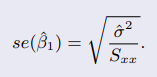 se(β̂₁) = √(σ̂² / Sₓₓ).